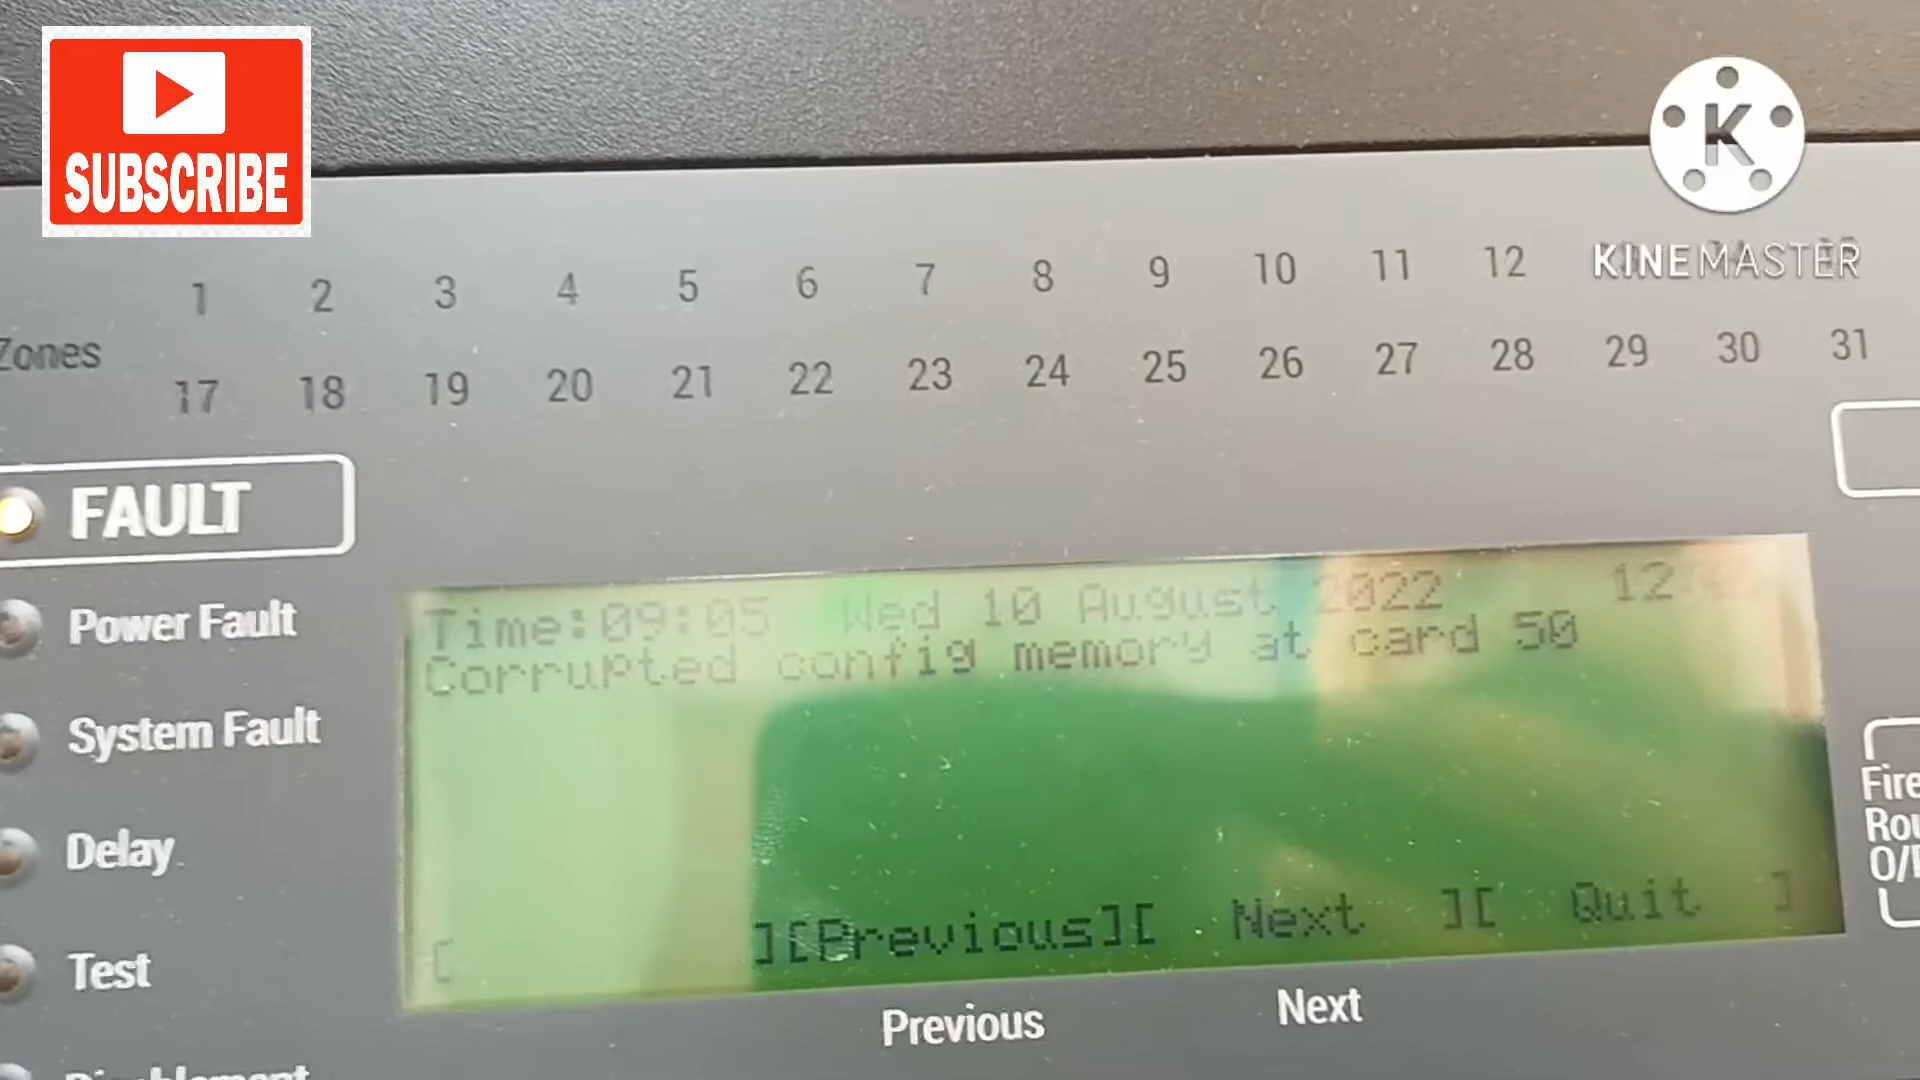 SUBSCRIBE
K
KINEMASTER
1 2 3 4 5 6 7 8 9 10 11 12
Zones
17 18 19 20 21 22 23 24 25 26 27 28 29 30 31
FAULT
Power Fault
System Fault
Delay
Test
Time:09:05 Wed 10 August 2022 12:
Corrupted config memory at card 50
[ ][Previous][ Next ][ Quit ]
Previous Next
Fire